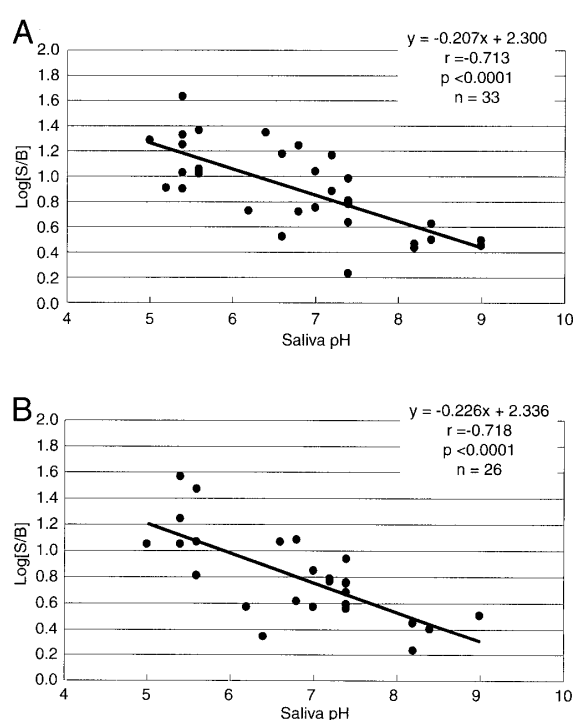 A
y = -0.207x + 2.300
r =-0.713
p <0.0001
n = 33
2.0
1.8
1.6
1.4
1.2
1.0
0.8
0.6
0.4
0.2
0.0
Log[S/B]
4 5 6 7 8 9 10
Saliva pH
B
y = -0.226x + 2.336
r =-0.718
p <0.0001
n = 26
2.0
1.8
1.6
1.4
1.2
1.0
0.8
0.6
0.4
0.2
0.0
Log[S/B]
4 5 6 7 8 9 10
Saliva pH